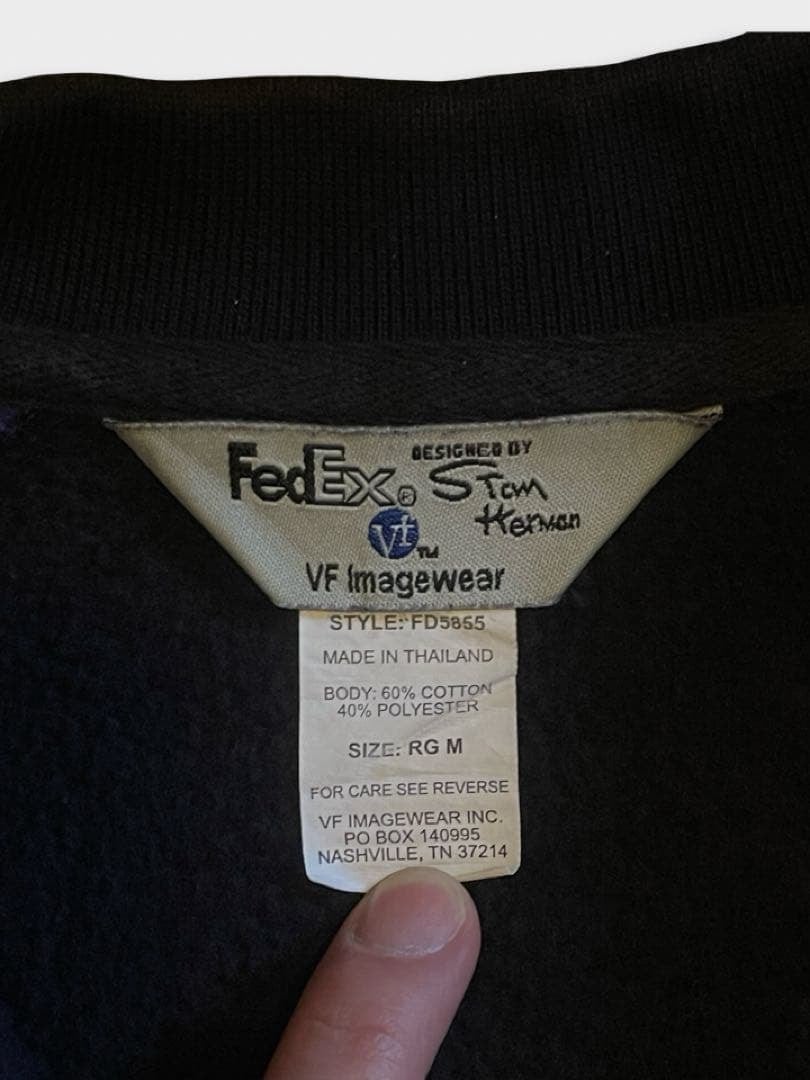 FedEx®
DESIGNED BY
Stan
Herman
Vf™
VF Imagewear
STYLE: FD5855
MADE IN THAILAND
BODY: 60% COTTON
40% POLYESTER
SIZE: RG M
FOR CARE SEE REVERSE
VF IMAGEWEAR INC.
PO BOX 140995
NASHVILLE, TN 37214